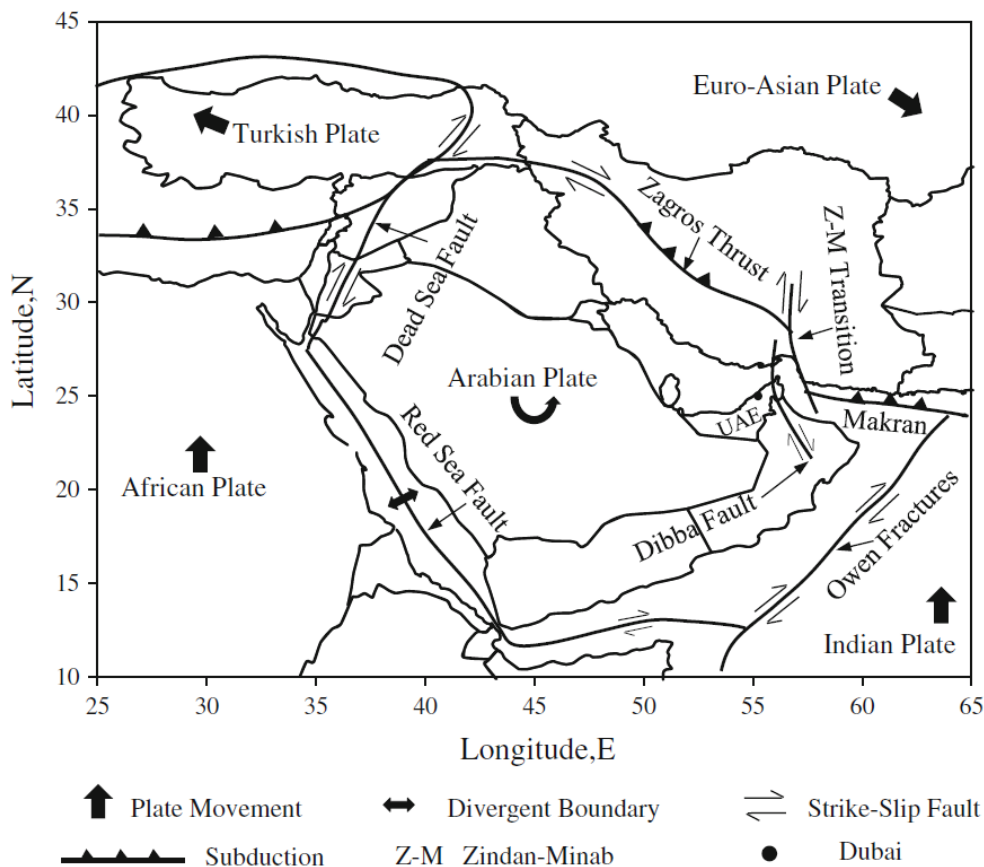 45
40
35
30
25
20
15
10
Latitude,N
Euro-Asian Plate
Turkish Plate
Zagros Thrust
Z-M Transition
Dead Sea Fault
Arabian Plate
UAE
Makran
Red Sea Fault
African Plate
Dibba Fault
Owen Fractures
Indian Plate
25
30
35
40
45
50
55
60
65
Longitude,E
Plate Movement
Divergent Boundary
Strike-Slip Fault
Subduction
Z-M Zindan-Minab
Dubai